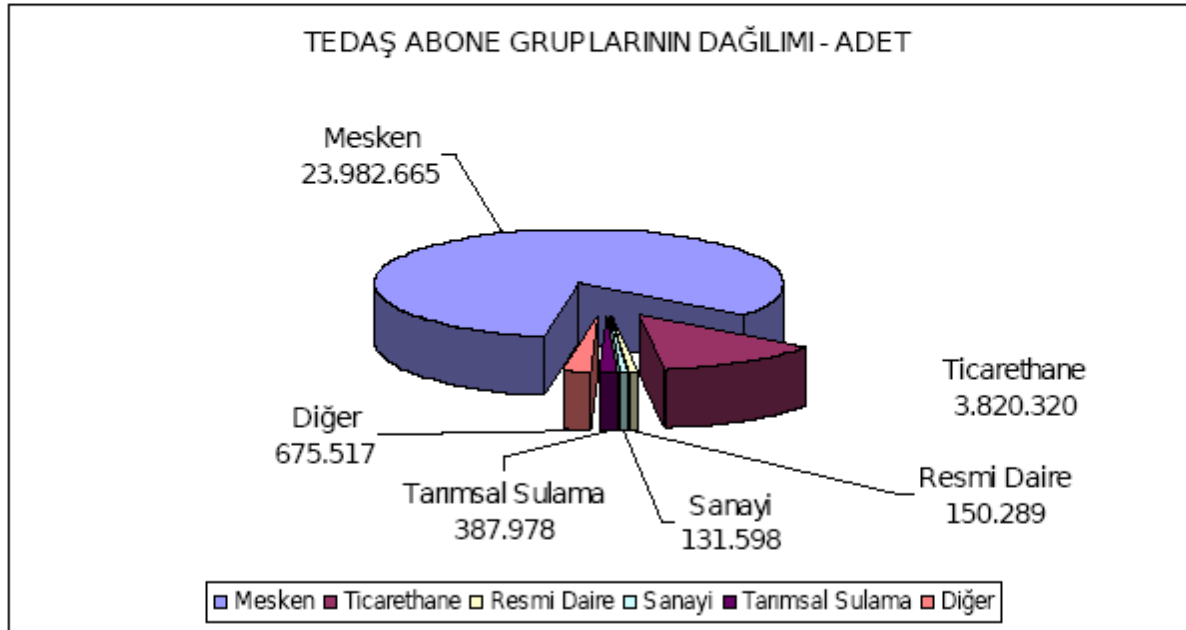 TEDAŞ ABONE GRUPLARININ DAĞILIMI - ADET
Mesken
23.982.665
Ticarethane
3.820.320
Diğer
675.517
Tarımsal Sulama
387.978
Sanayi
131.598
Resmi Daire
150.289
Mesken Ticarethane Resmi Daire Sanayi Tarımsal Sulama Diğer